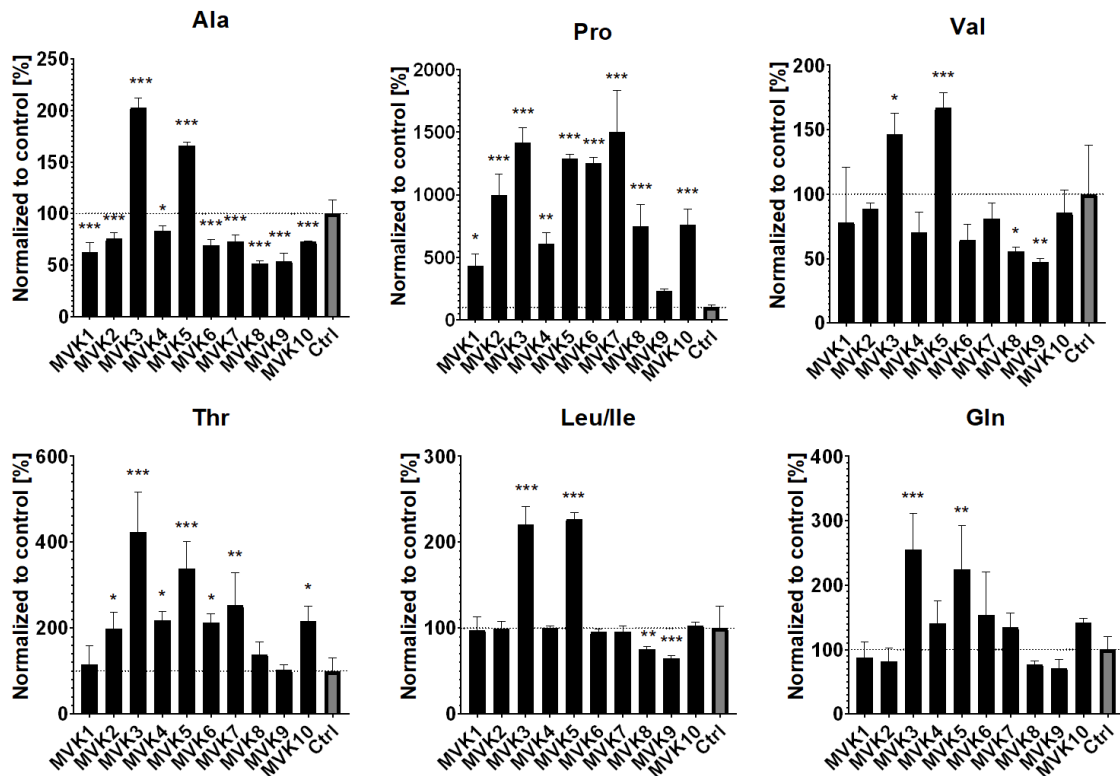 Ala
Normalized to control [%]
250
200
150
100
50
0
***
***
***
*
***
***
***
***
***
***
MVK1
MVK2
MVK3
MVK4
MVK5
MVK6
MVK7
MVK8
MVK9
MVK10
Ctrl
Pro
Normalized to control [%]
2000
1500
1000
500
0
*
***
***
**
***
***
***
***
***
MVK1
MVK2
MVK3
MVK4
MVK5
MVK6
MVK7
MVK8
MVK9
MVK10
Ctrl
Val
Normalized to control [%]
200
150
100
50
0
*
***
*
**
MVK1
MVK2
MVK3
MVK4
MVK5
MVK6
MVK7
MVK8
MVK9
MVK10
Ctrl
Thr
Normalized to control [%]
600
400
200
0
*
***
*
***
*
**
*
MVK1
MVK2
MVK3
MVK4
MVK5
MVK6
MVK7
MVK8
MVK9
MVK10
Ctrl
Leu/Ile
Normalized to control [%]
300
200
100
0
***
***
**
***
MVK1
MVK2
MVK3
MVK4
MVK5
MVK6
MVK7
MVK8
MVK9
MVK10
Ctrl
Gln
Normalized to control [%]
400
300
200
100
0
***
**
MVK1
MVK2
MVK3
MVK4
MVK5
MVK6
MVK7
MVK8
MVK9
MVK10
Ctrl